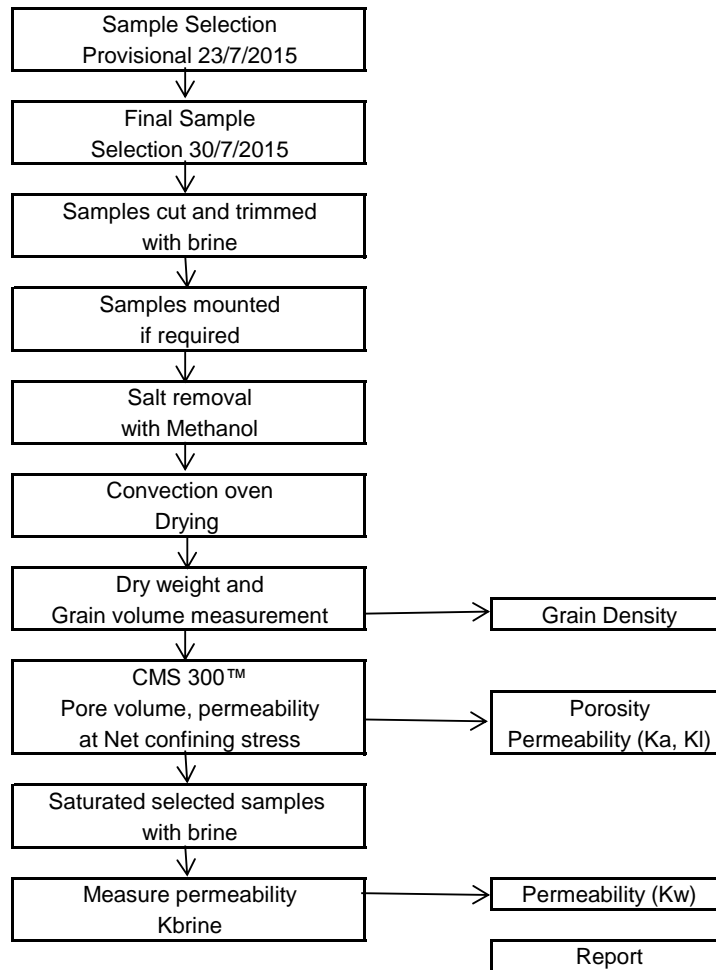 Sample Selection
Provisional 23/7/2015
Final Sample
Selection 30/7/2015
Samples cut and trimmed
with brine
Samples mounted
if required
Salt removal
with Methanol
Convection oven
Drying
Dry weight and
Grain volume measurement
Grain Density
CMS 300™
Pore volume, permeability
at Net confining stress
Porosity
Permeability (Ka, Kl)
Saturated selected samples
with brine
Measure permeability
Kbrine
Permeability (Kw)
Report